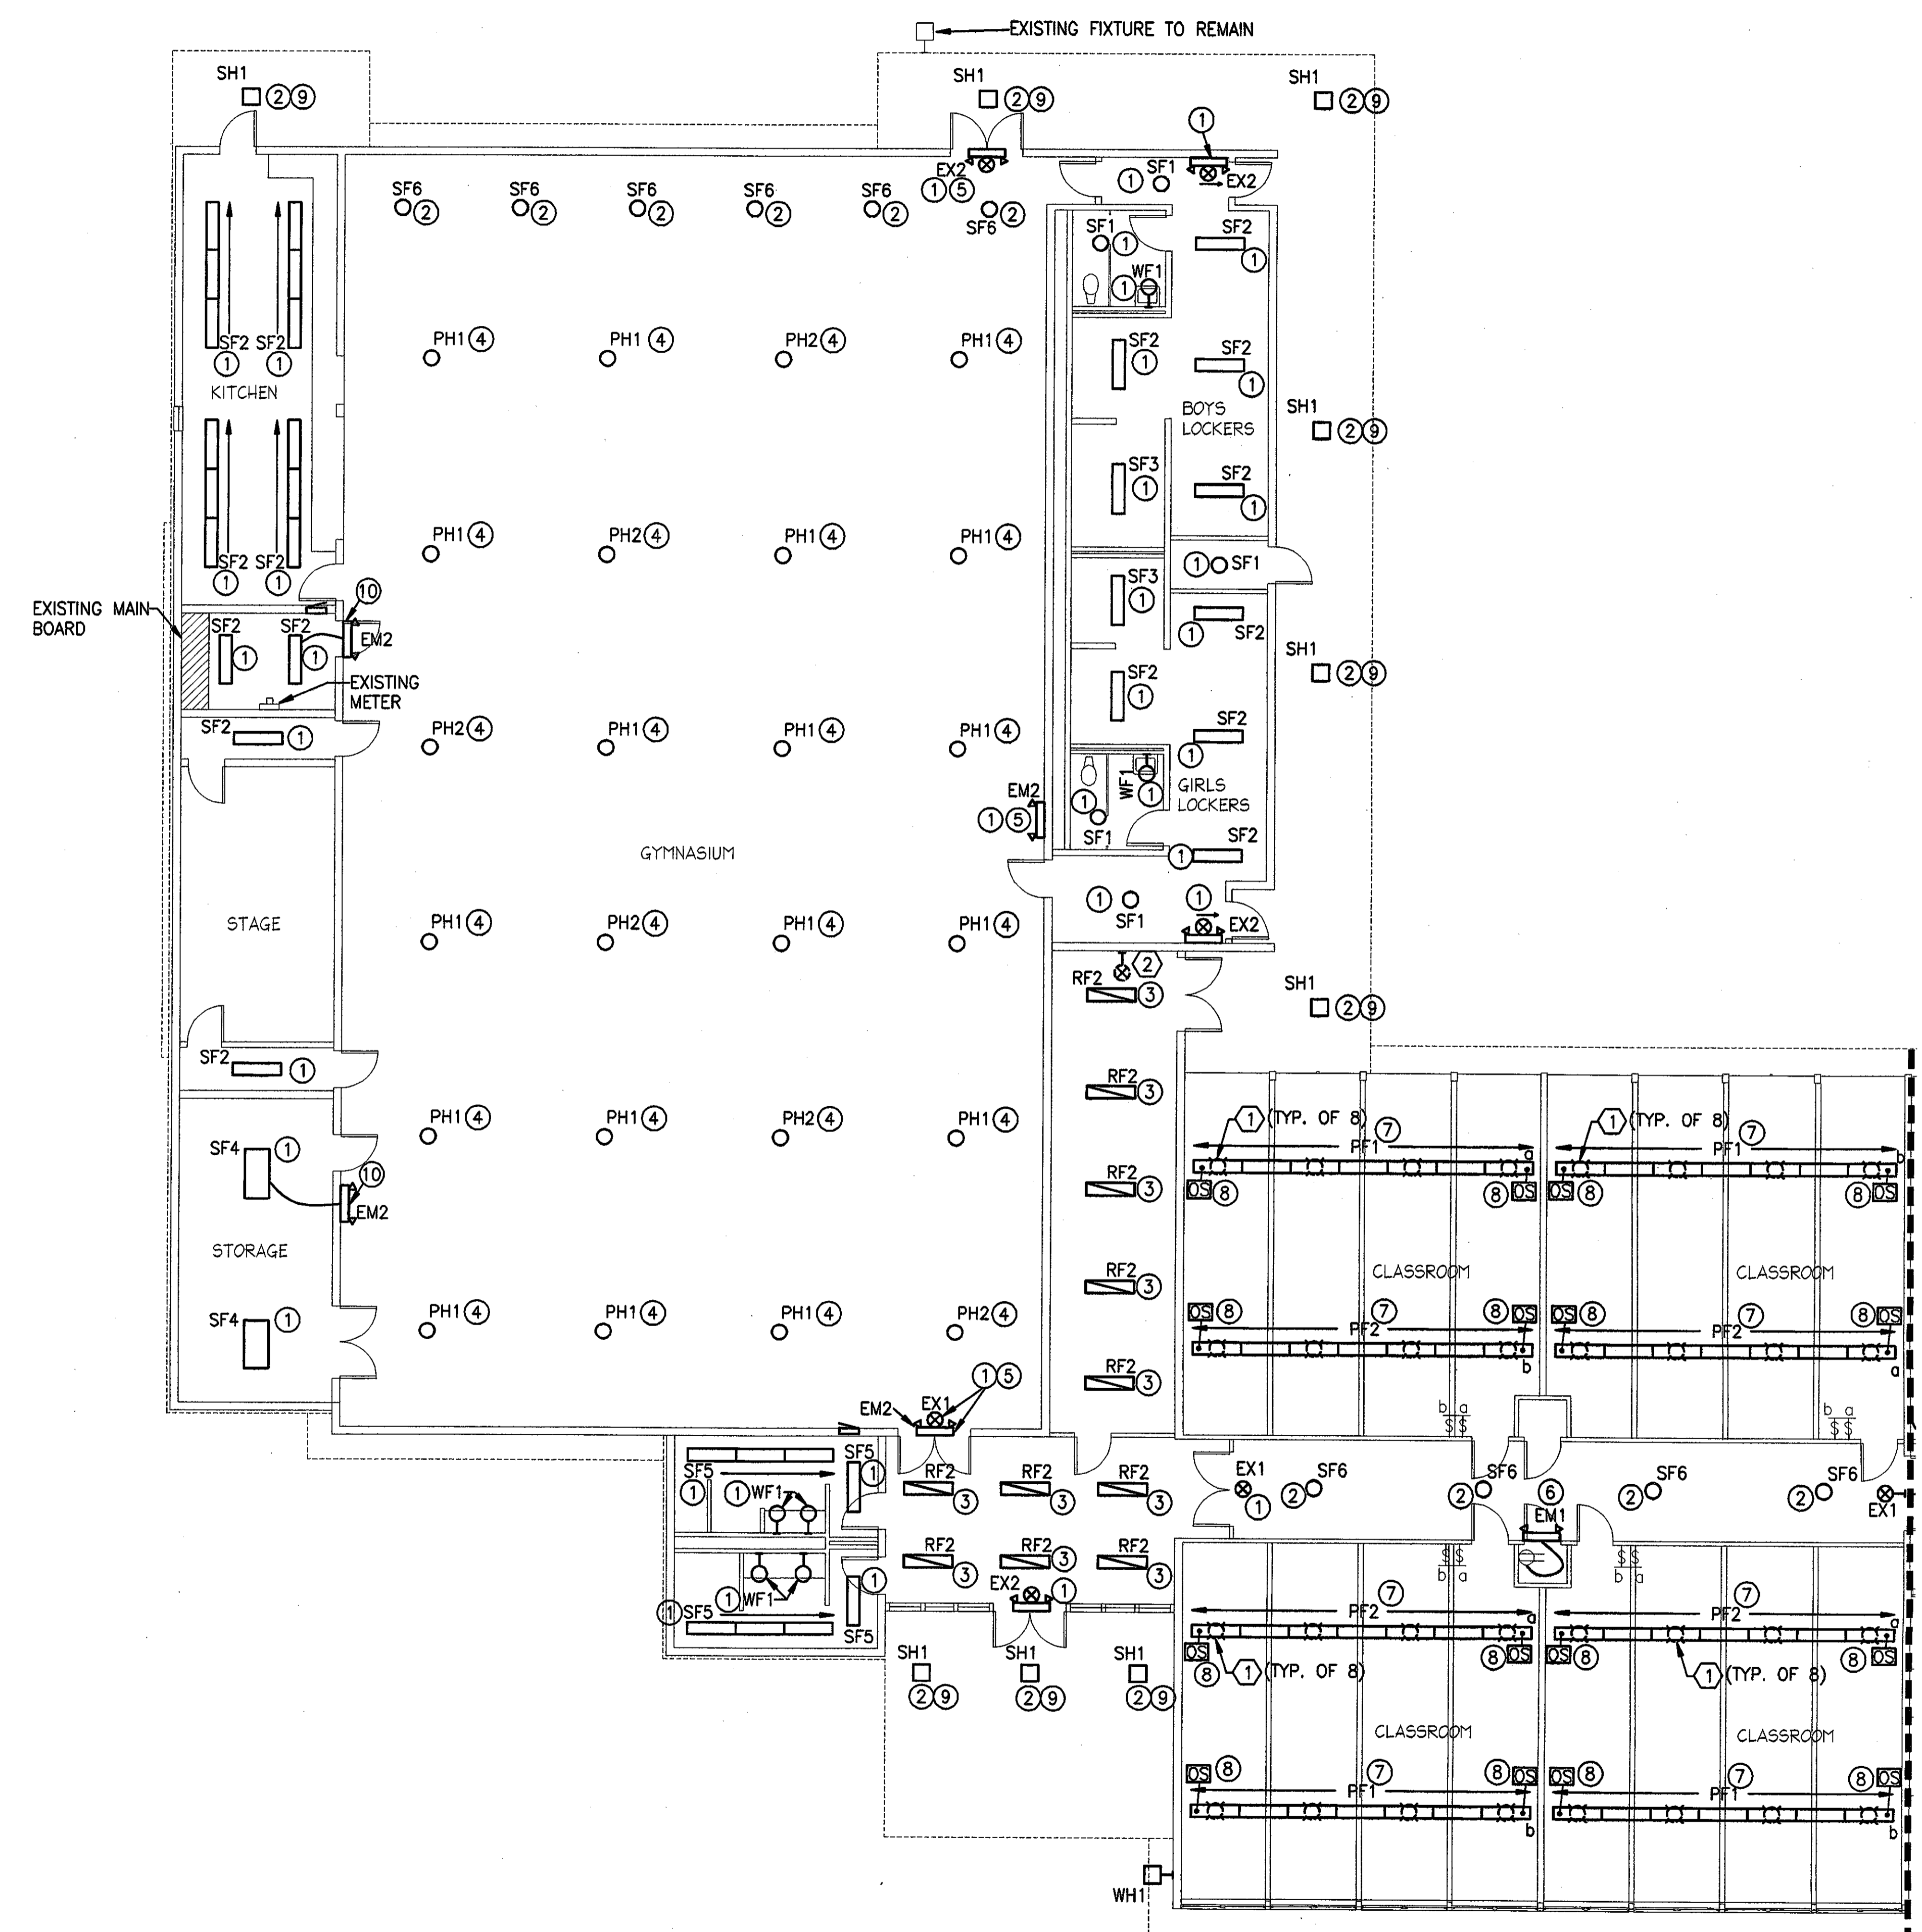 EXISTING FIXTURE TO REMAIN
SH1
2 9
SH1
2 9
SH1
2 9
1
EX2
1 5
SF1
1
EX2
SF6
2
SF6
2
SF6
2
SF6
2
SF6
2
SF6
2
SF1
1
SF2
1
WF1
1
SF2
1
SF2
1
KITCHEN
PH1 4
PH1 4
PH2 4
PH1 4
SF2
1
SF2
1
BOYS
LOCKERS
SH1
2 9
SF3
1
SF2
1
SF2
1
SF2
1
PH1 4
PH2 4
PH1 4
PH1 4
1
SF1
SF3
1
EXISTING MAIN
BOARD
10
EM2
SF2
1
1
1
SF2
EXISTING
METER
SF2
1
SH1
2 9
SF2
1
PH2 4
PH1 4
PH1 4
PH1 4
SF2
1
EM2
1 5
WF1
1
1
SF1
GIRLS
LOCKERS
GYMNASIUM
SF2
1
STAGE
PH1 4
PH2 4
PH1 4
PH1 4
1
SF1
1
EX2
2
RF2
3
SH1
2 9
SF2
1
RF2
3
PH1 4
PH1 4
PH2 4
PH1 4
SF4
1
10
EM2
STORAGE
RF2
3
1 (TYP. OF 8)
7
PF1
a
OS 8
8 OS
1 (TYP. OF 8)
7
PF1
b
OS 8
8 OS
RF2
3
CLASSROOM
CLASSROOM
SF4
1
PH1 4
PH1 4
PH1 4
PH2 4
OS 8
7
PF2
8 OS
b
OS 8
7
PF2
8 OS
a
RF2
3
b a
$ $
b a
$ $
1 5
EM2
EX1
SF5
1
SF5
1
1
WF1
RF2
3
RF2
3
RF2
3
EX1
1
SF6
2
SF6
2
6
EM1
SF6
2
SF6
2
EX1
RF2
3
RF2
3
RF2
3
EX2
1
$ $
b a
$ $
b a
1
WF1
1
SF5
1
SF5
SH1
2 9
SH1
2 9
SH1
2 9
7
PF2
a
OS
8
8 OS
1 (TYP. OF 8)
7
PF2
a
OS 8
8 OS
1 (TYP. OF 8)
CLASSROOM
CLASSROOM
OS 8
7
PF1
8 OS
b
OS 8
7
PF1
8 OS
b
WH1